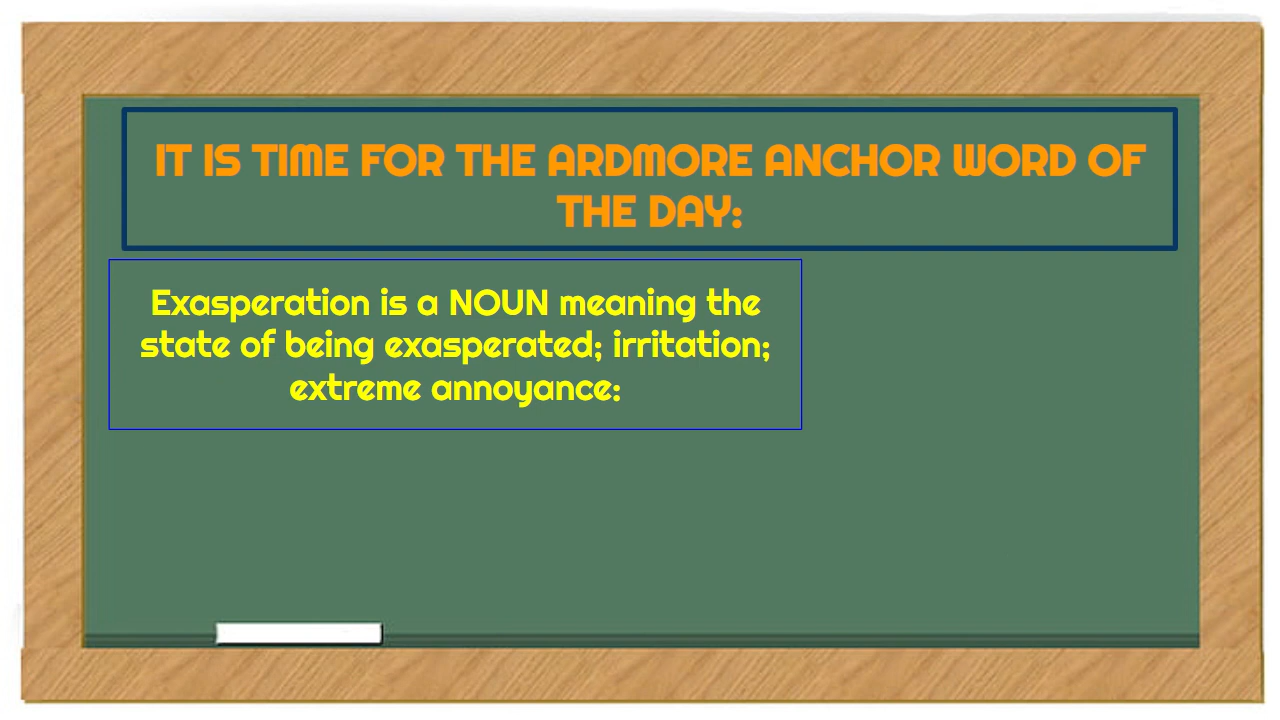 IT IS TIME FOR THE ARDMORE ANCHOR WORD OF
THE DAY:
Exasperation is a NOUN meaning the
state of being exasperated; irritation;
extreme annoyance: